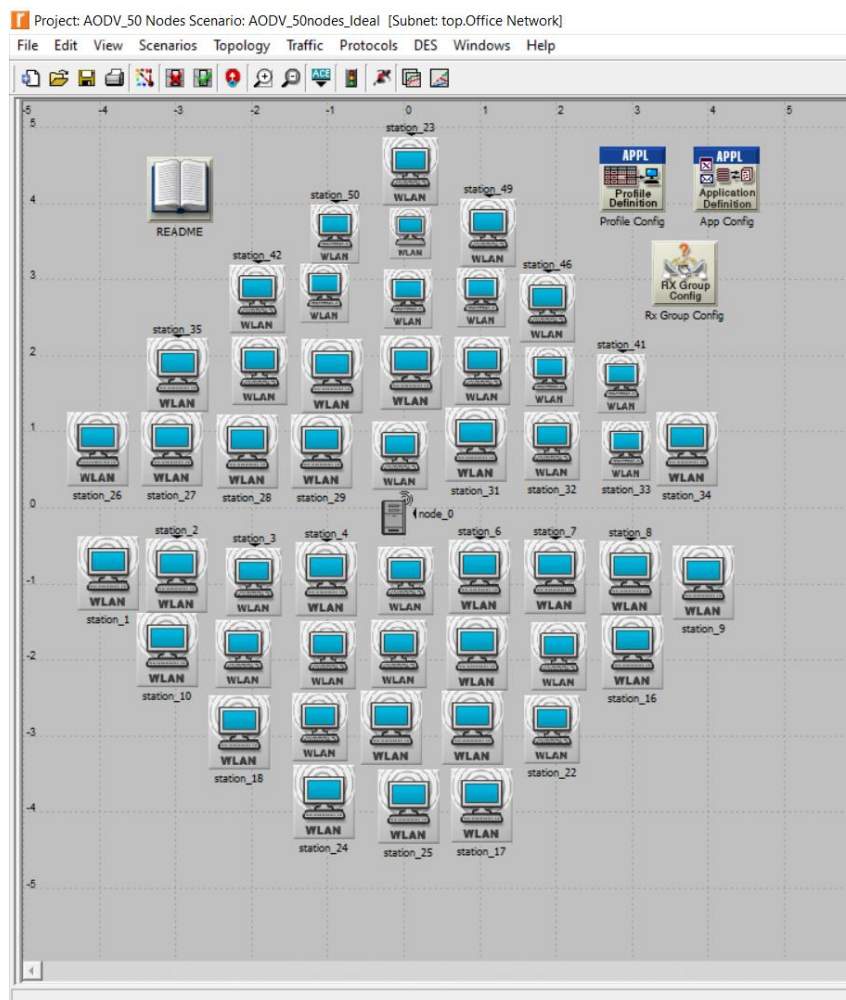 Project: AODV_50 Nodes Scenario: AODV_50nodes_Ideal [Subnet: top.Office Network]
File Edit View Scenarios Topology Traffic Protocols DES Windows Help
ACE
-5 -4 -3 -2 -1 0 1 2 3 4 5
5
station_23
WLAN
APPL
Profile
Definition
Profile Config
APPL
Application
Definition
App Config
README
4
station_50
WLAN
WLAN
station_49
WLAN
RX Group
Config
Rx Group Config
3
station_42
WLAN
WLAN
WLAN
WLAN
station_46
WLAN
2
station_35
WLAN
WLAN
WLAN
WLAN
WLAN
WLAN
station_41
WLAN
1
WLAN WLAN WLAN WLAN WLAN WLAN WLAN WLAN WLAN
station_26 station_27 station_28 station_29 station_31 station_32 station_33 station_34
0
node_0
station_2 station_3 station_4 station_6 station_7 station_8
-1
WLAN WLAN WLAN WLAN WLAN WLAN WLAN WLAN WLAN
station_1 station_9
-2
WLAN WLAN WLAN WLAN WLAN WLAN WLAN
station_10 station_16
-3
WLAN WLAN WLAN WLAN WLAN
station_18 station_22
-4
WLAN WLAN WLAN
station_24 station_25 station_17
-5